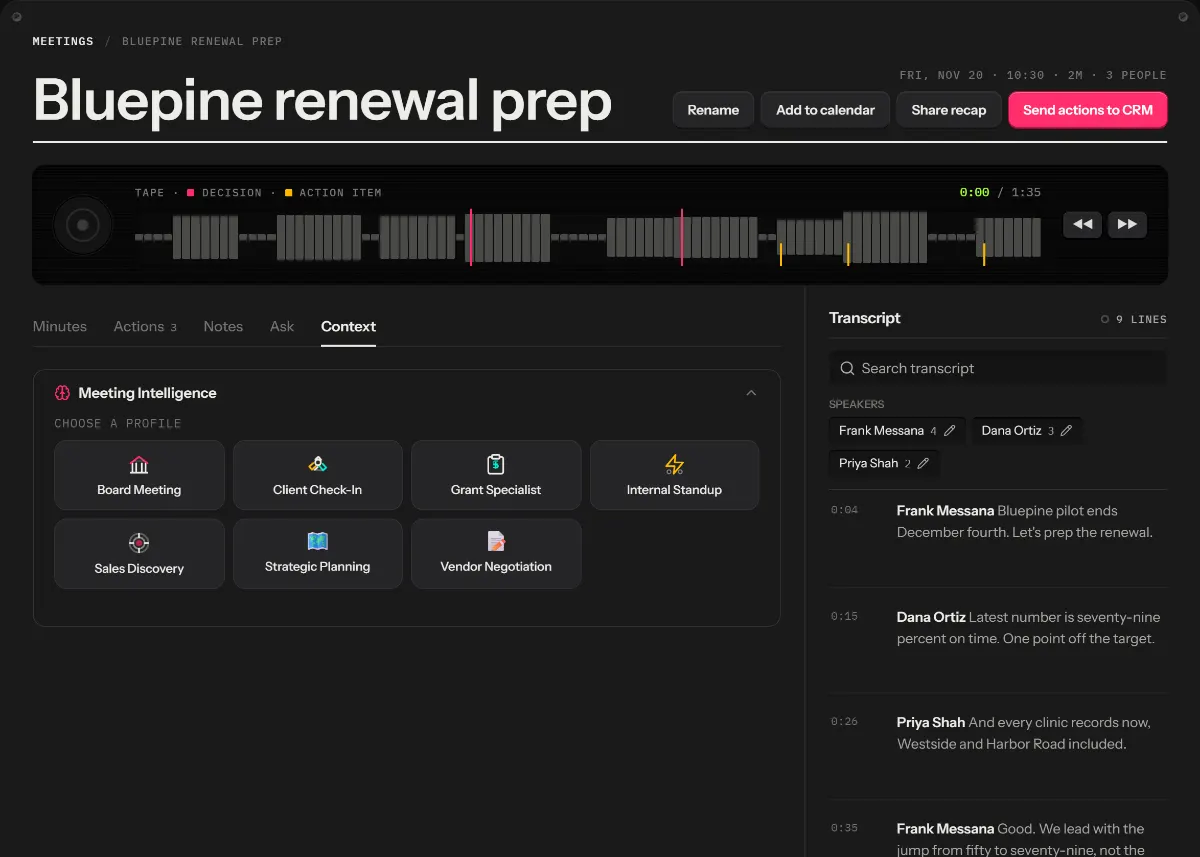 MEETINGS / BLUEPINE RENEWAL PREP
Bluepine renewal prep
FRI, NOV 20 · 10:30 · 2M · 3 PEOPLE
Rename
Add to calendar
Share recap
Send actions to CRM
TAPE · DECISION · ACTION ITEM
0:00 / 1:35
Minutes
Actions 3
Notes
Ask
Context
Meeting Intelligence
CHOOSE A PROFILE
Board Meeting
Client Check-In
Grant Specialist
Internal Standup
Sales Discovery
Strategic Planning
Vendor Negotiation
Transcript
9 LINES
Search transcript
SPEAKERS
Frank Messana 4
Dana Ortiz 3
Priya Shah 2
0:04
Frank Messana Bluepine pilot ends
December fourth. Let's prep the renewal.
0:15
Dana Ortiz Latest number is seventy-nine
percent on time. One point off the target.
0:26
Priya Shah And every clinic records now,
Westside and Harbor Road included.
0:35
Frank Messana Good. We lead with the
jump from fifty to seventy-nine, not the